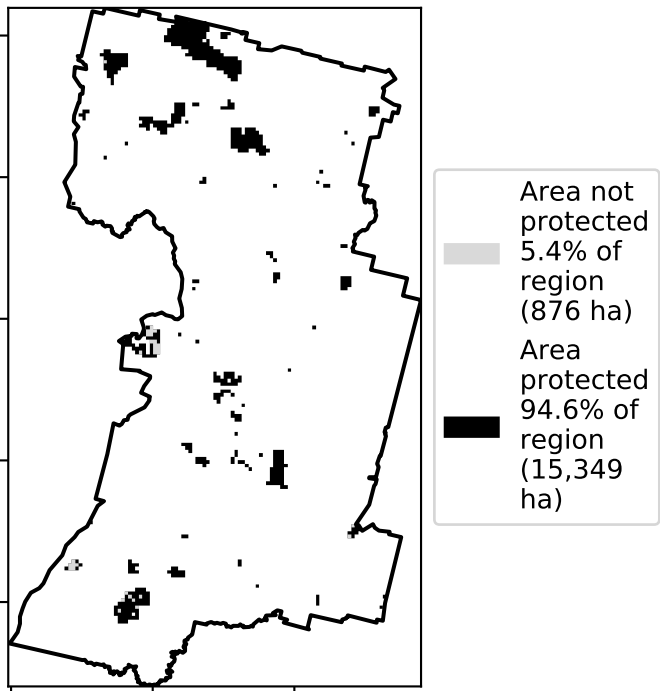 Area not
protected
5.4% of
region
(876 ha)
Area
protected
94.6% of
region
(15,349
ha)